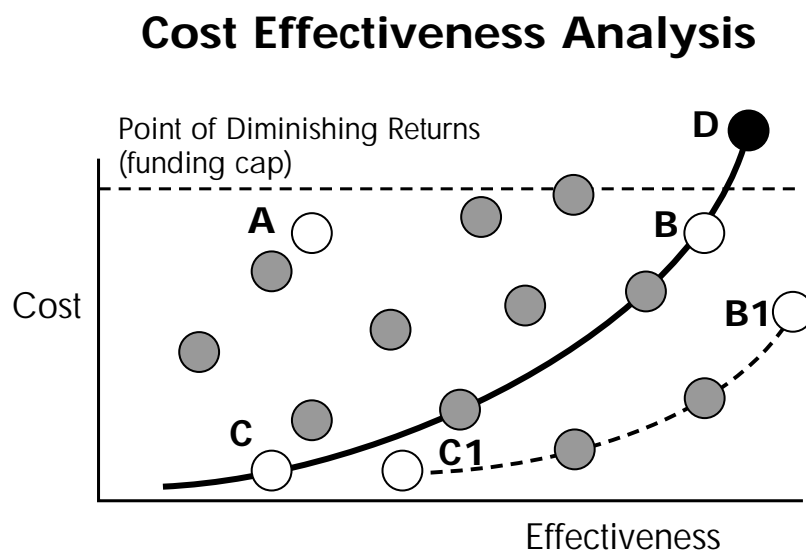 Cost Effectiveness Analysis
Point of Diminishing Returns
(funding cap)
D
A
B
Cost
B1
C
C1
Effectiveness